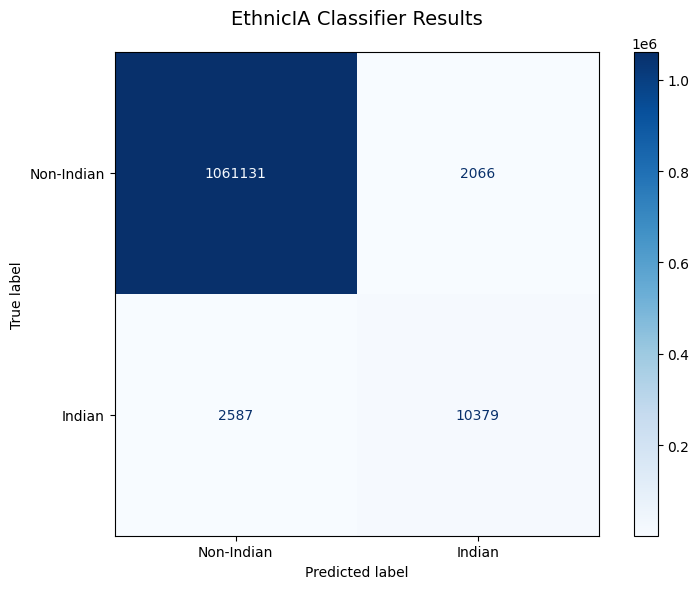 EthnicIA Classifier Results
1e6
Non-Indian
Indian
True label
1061131 2066
2587 10379
Non-Indian Indian
Predicted label
1.0
0.8
0.6
0.4
0.2